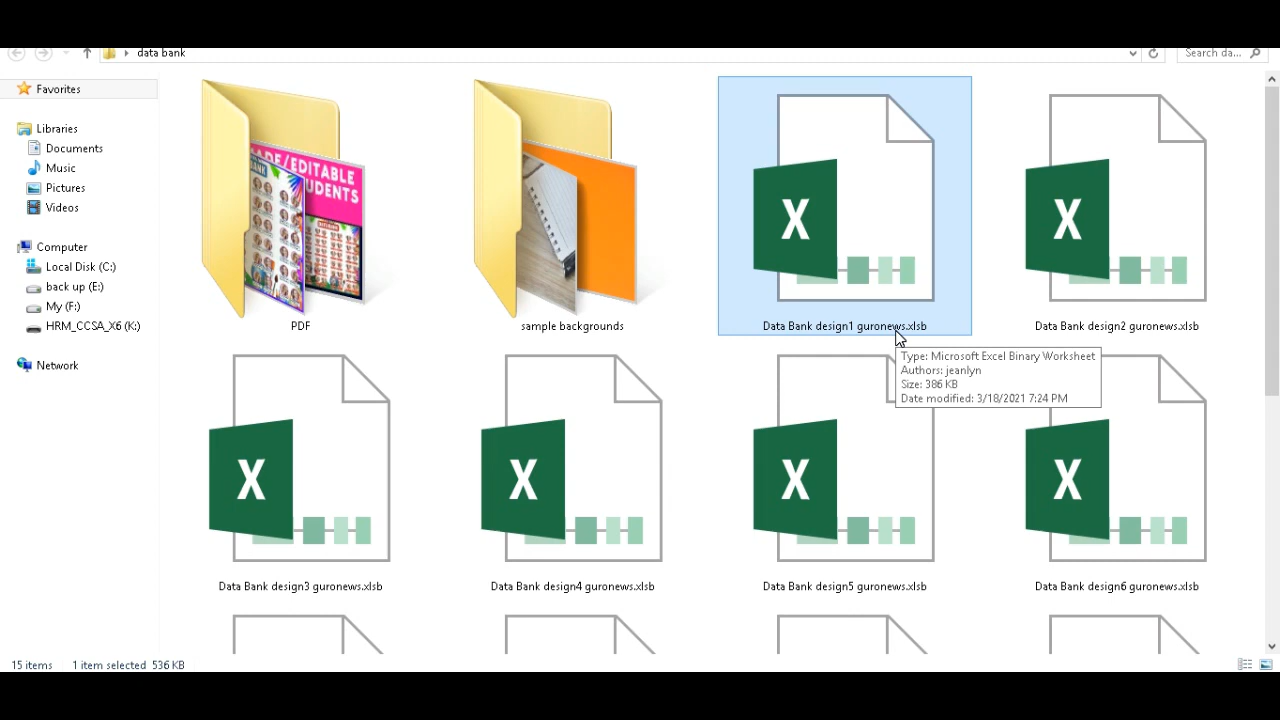 data bank
Search da...
Favorites
Libraries
Documents
Music
Pictures
Videos
Computer
Local Disk (C:)
back up (E:)
My (F:)
HRM_CCSA_X6 (K:)
Network
ADE/EDITABLE
UDENTS
PDF
sample backgrounds
X
Data Bank design1 guronews.xlsb
X
Data Bank design2 guronews.xlsb
Type: Microsoft Excel Binary Worksheet
Authors: jeanlyn
Size: 386 KB
Date modified: 3/18/2021 7:24 PM
X
Data Bank design3 guronews.xlsb
X
Data Bank design4 guronews.xlsb
X
Data Bank design5 guronews.xlsb
X
Data Bank design6 guronews.xlsb
15 items 1 item selected 536 KB